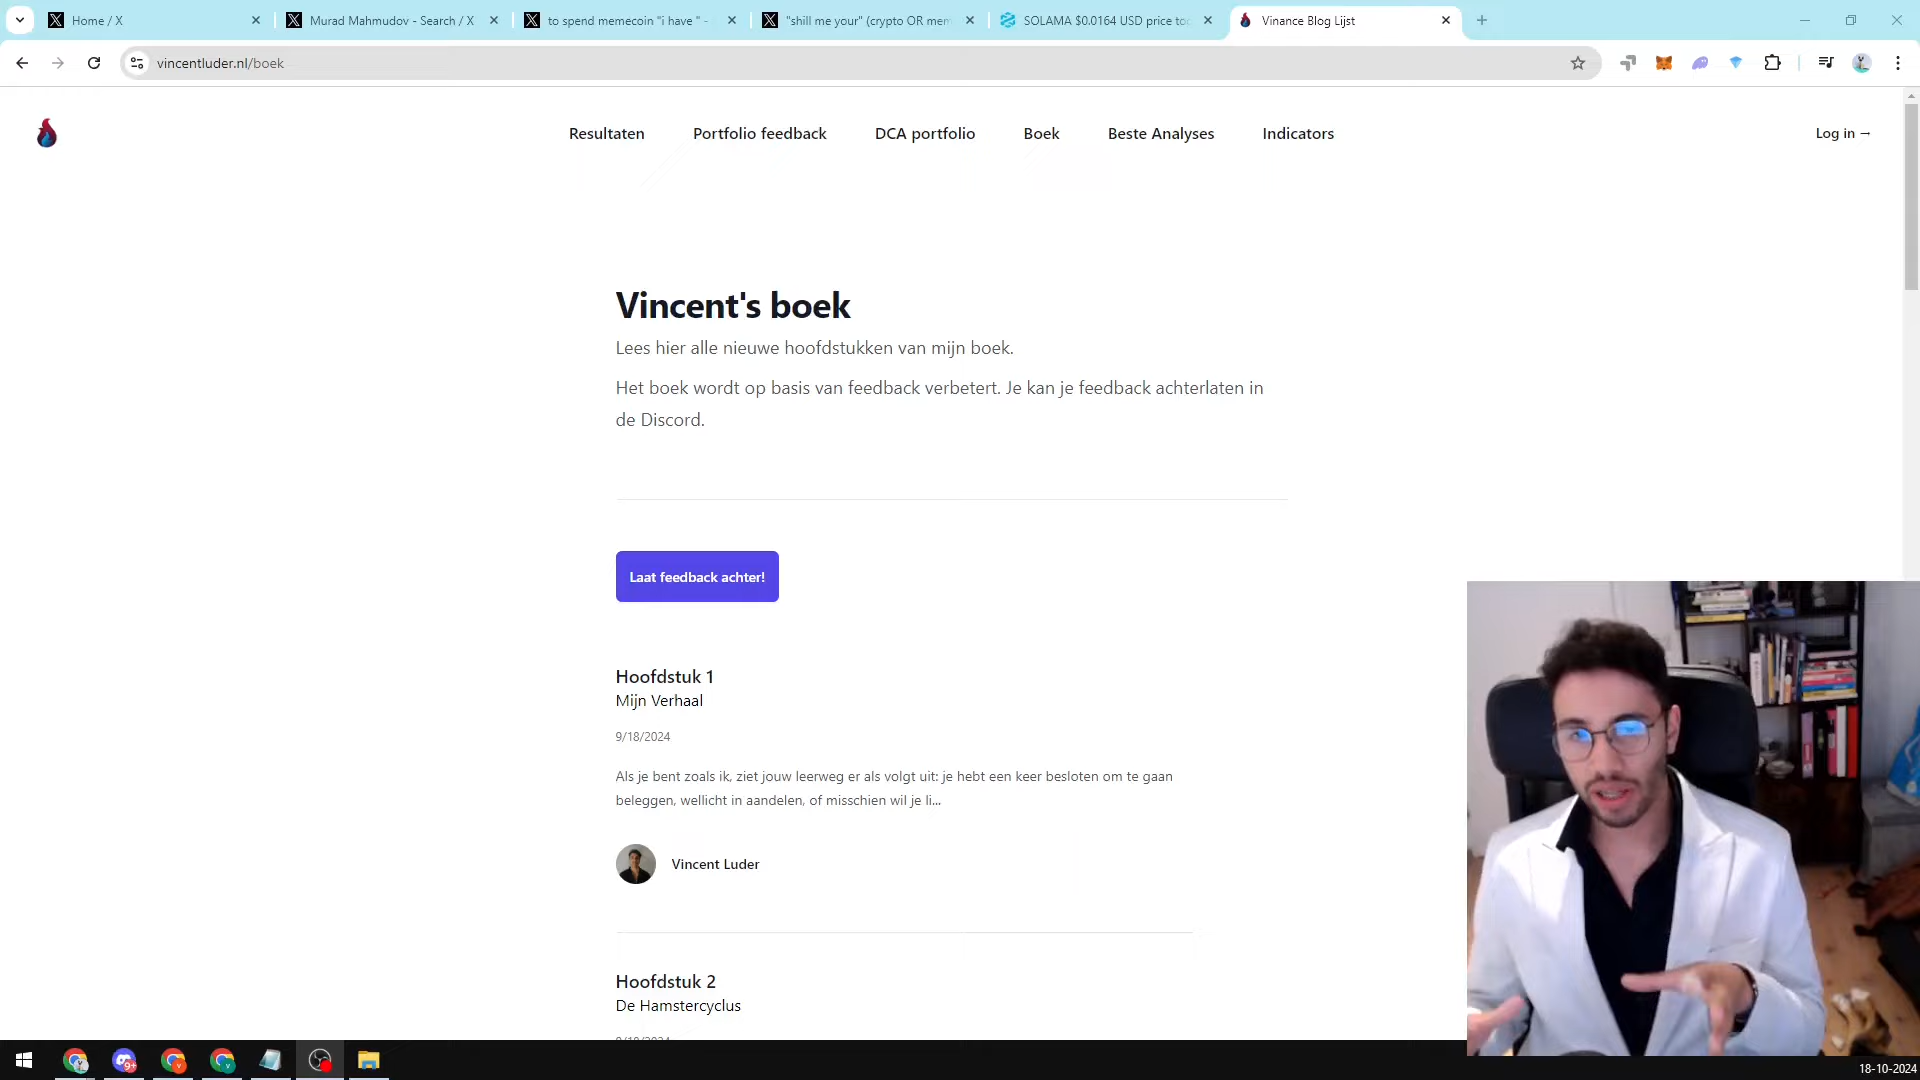 Home / X
Murad Mahmudov - Search / X
to spend memecoin "i have " -
"shill me your" (crypto OR mem
SOLAMA $0.0164 USD price to
Vinance Blog Lijst
vincentluder.nl/boek
Resultaten
Portfolio feedback
DCA portfolio
Boek
Beste Analyses
Indicators
Log in →
Vincent's boek
Lees hier alle nieuwe hoofdstukken van mijn boek.
Het boek wordt op basis van feedback verbetert. Je kan je feedback achterlaten in
de Discord.
Laat feedback achter!
Hoofdstuk 1
Mijn Verhaal
9/18/2024
Als je bent zoals ik, ziet jouw leerweg er als volgt uit: je hebt een keer besloten om te gaan
beleggen, wellicht in aandelen, of misschien wil je li...
Vincent Luder
Hoofdstuk 2
De Hamstercyclus
9+
18-10-2024